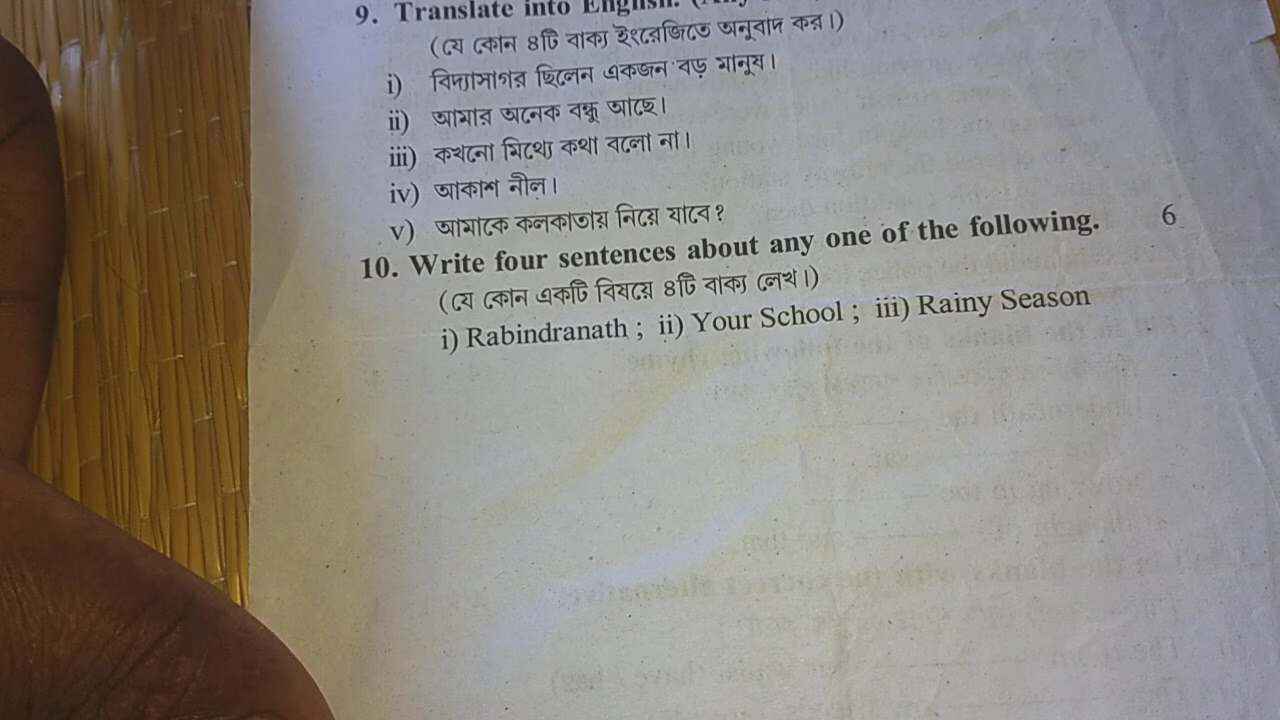 9. Translate into English. (Any
(যে কোন ৪টি বাক্য ইংরেজিতে অনুবাদ কর।)
i) বিদ্যাসাগর ছিলেন একজন বড় মানুষ।
ii) আমার অনেক বন্ধু আছে।
iii) কখনো মিথ্যে কথা বলো না।
iv) আকাশ নীল।
v) আমাকে কলকাতায় নিয়ে যাবে?
10. Write four sentences about any one of the following. 6
(যে কোন একটি বিষয়ে ৪টি বাক্য লেখ।)
i) Rabindranath ; ii) Your School ; iii) Rainy Season